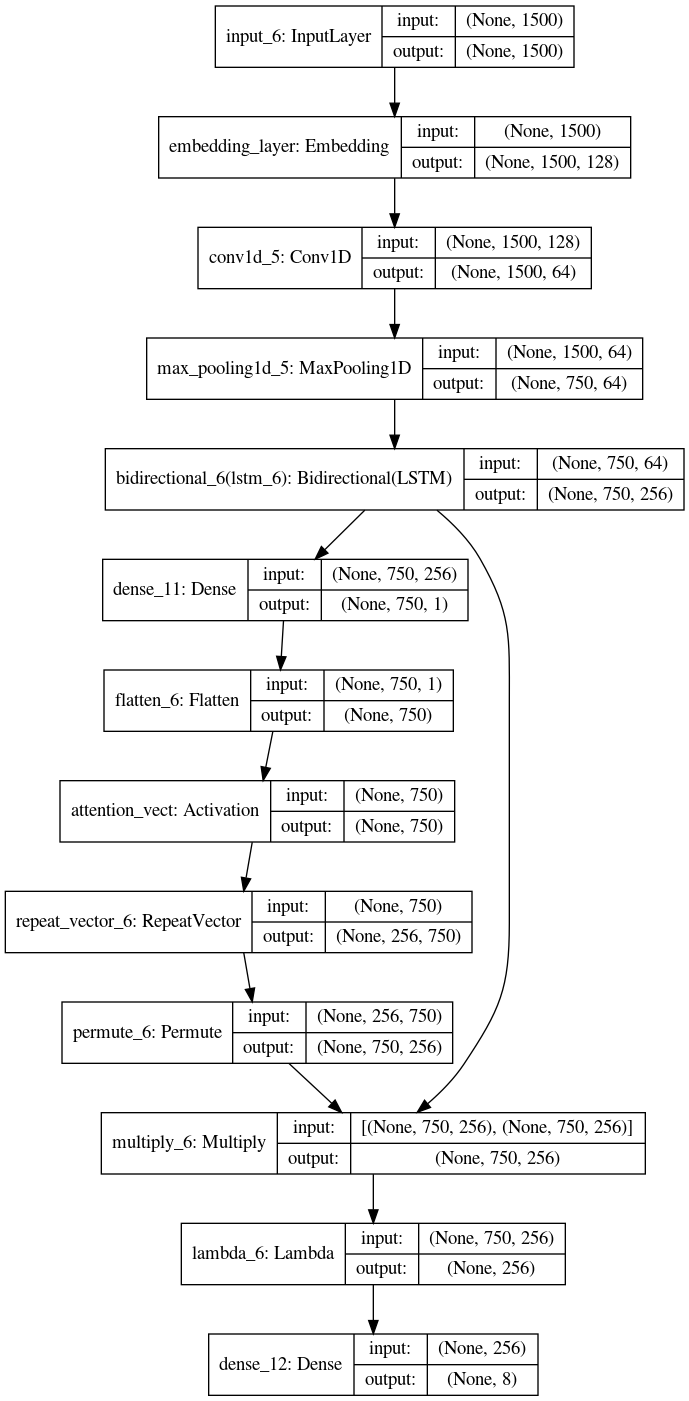 input_6: InputLayer
input: (None, 1500)
output: (None, 1500)
embedding_layer: Embedding
input: (None, 1500)
output: (None, 1500, 128)
conv1d_5: Conv1D
input: (None, 1500, 128)
output: (None, 1500, 64)
max_pooling1d_5: MaxPooling1D
input: (None, 1500, 64)
output: (None, 750, 64)
bidirectional_6(lstm_6): Bidirectional(LSTM)
input: (None, 750, 64)
output: (None, 750, 256)
dense_11: Dense
input: (None, 750, 256)
output: (None, 750, 1)
flatten_6: Flatten
input: (None, 750, 1)
output: (None, 750)
attention_vect: Activation
input: (None, 750)
output: (None, 750)
repeat_vector_6: RepeatVector
input: (None, 750)
output: (None, 256, 750)
permute_6: Permute
input: (None, 256, 750)
output: (None, 750, 256)
multiply_6: Multiply
input: [(None, 750, 256), (None, 750, 256)]
output: (None, 750, 256)
lambda_6: Lambda
input: (None, 750, 256)
output: (None, 256)
dense_12: Dense
input: (None, 256)
output: (None, 8)